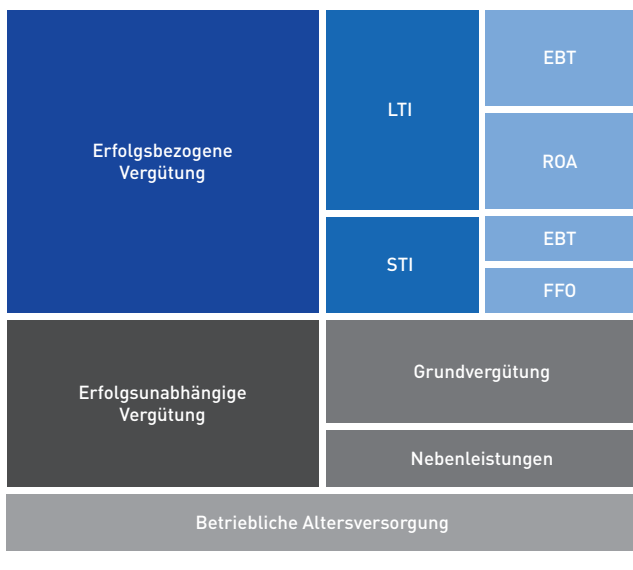 Erfolgsbezogene
Vergütung
LTI
EBT
ROA
STI
EBT
FFO
Erfolgsunabhängige
Vergütung
Grundvergütung
Nebenleistungen
Betriebliche Altersversorgung